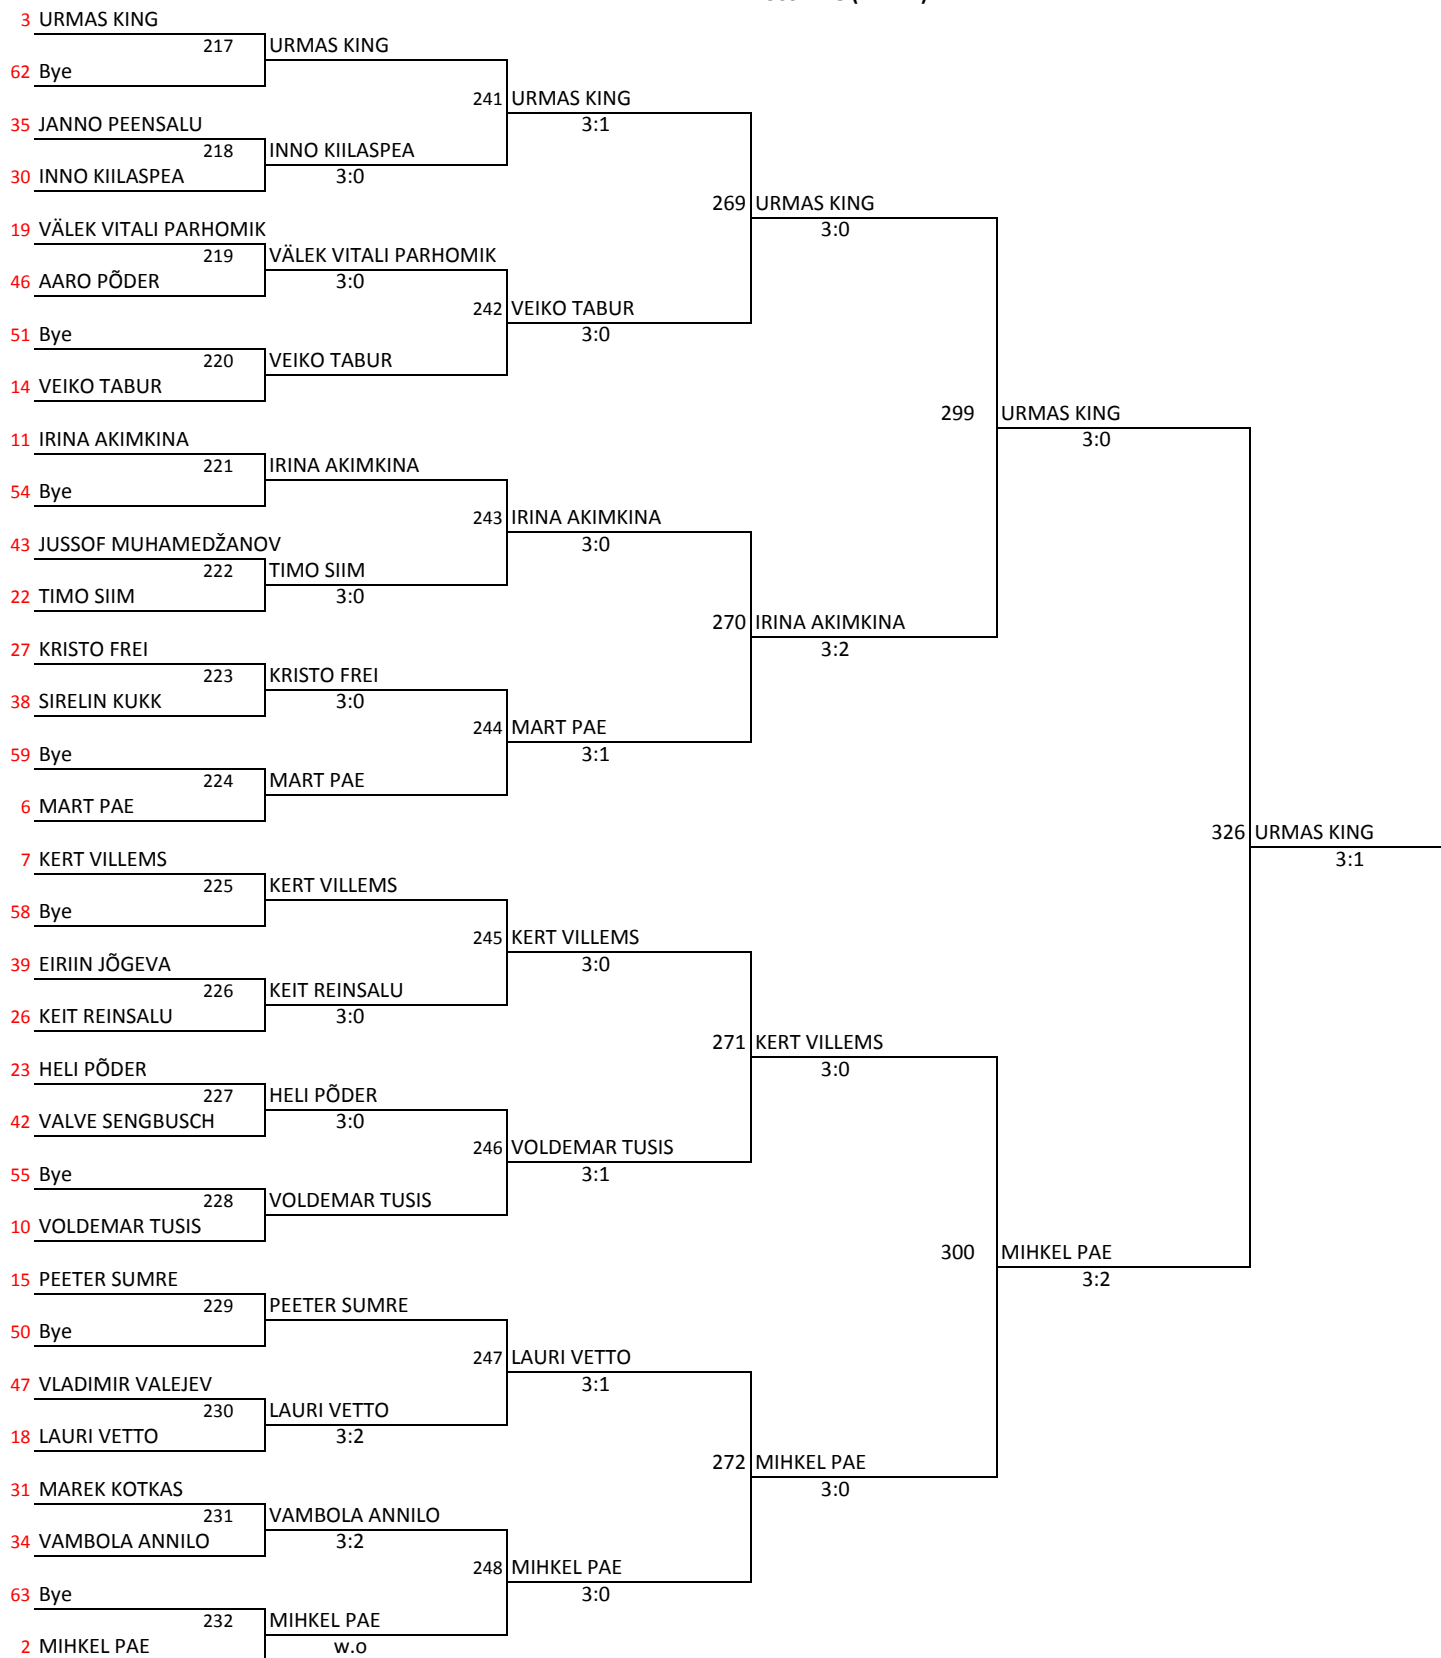 3 URMAS KING
217 URMAS KING
62 Bye
241 URMAS KING
3:1
35 JANNO PEENSALU
218 INNO KIILASPEA
3:0
30 INNO KIILASPEA
269 URMAS KING
3:0
19 VÄLEK VITALI PARHOMIK
219 VÄLEK VITALI PARHOMIK
3:0
46 AARO PÕDER
242 VEIKO TABUR
3:0
51 Bye
220 VEIKO TABUR
14 VEIKO TABUR
299 URMAS KING
3:0
11 IRINA AKIMKINA
221 IRINA AKIMKINA
54 Bye
243 IRINA AKIMKINA
3:0
43 JUSSOF MUHAMEDŽANOV
222 TIMO SIIM
3:0
22 TIMO SIIM
270 IRINA AKIMKINA
3:2
27 KRISTO FREI
223 KRISTO FREI
3:0
38 SIRELIN KUKK
244 MART PAE
3:1
59 Bye
224 MART PAE
6 MART PAE
326 URMAS KING
3:1
7 KERT VILLEMS
225 KERT VILLEMS
58 Bye
245 KERT VILLEMS
3:0
39 EIRIIN JÕGEVA
226 KEIT REINSALU
3:0
26 KEIT REINSALU
271 KERT VILLEMS
3:0
23 HELI PÕDER
227 HELI PÕDER
3:0
42 VALVE SENGBUSCH
246 VOLDEMAR TUSIS
3:1
55 Bye
228 VOLDEMAR TUSIS
10 VOLDEMAR TUSIS
300 MIHKEL PAE
3:2
15 PEETER SUMRE
229 PEETER SUMRE
50 Bye
247 LAURI VETTO
3:1
47 VLADIMIR VALEJEV
230 LAURI VETTO
3:2
18 LAURI VETTO
272 MIHKEL PAE
3:0
31 MAREK KOTKAS
231 VAMBOLA ANNILO
3:2
34 VAMBOLA ANNILO
248 MIHKEL PAE
3:0
63 Bye
232 MIHKEL PAE
w.o
2 MIHKEL PAE